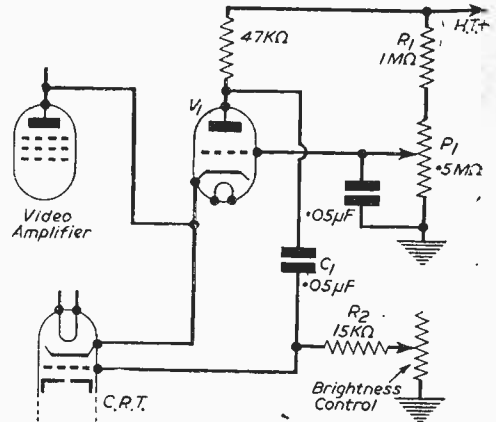 H.T.+
47KΩ
R1
1MΩ
V1
P1
·5MΩ
Video
Amplifier
·05µF
C1
·05µF
R2
15KΩ
Brightness
Control
C.R.T.